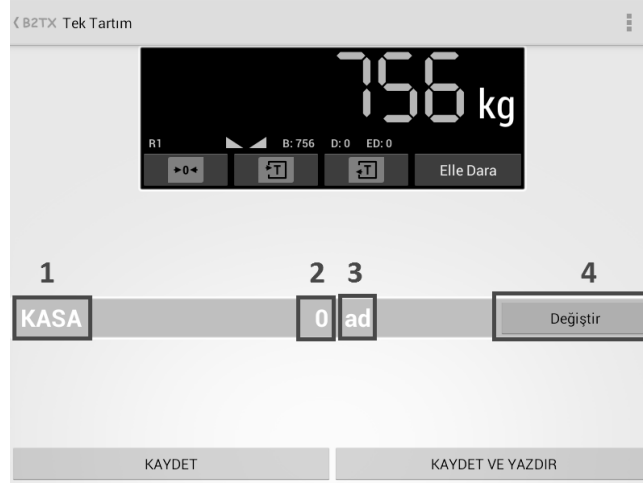 B2TX Tek Tartım
756 kg
R1 B: 756 D: 0 ED: 0
→0← T T Elle Dara
1 2 3 4
KASA 0 ad Değiştir
KAYDET KAYDET VE YAZDIR